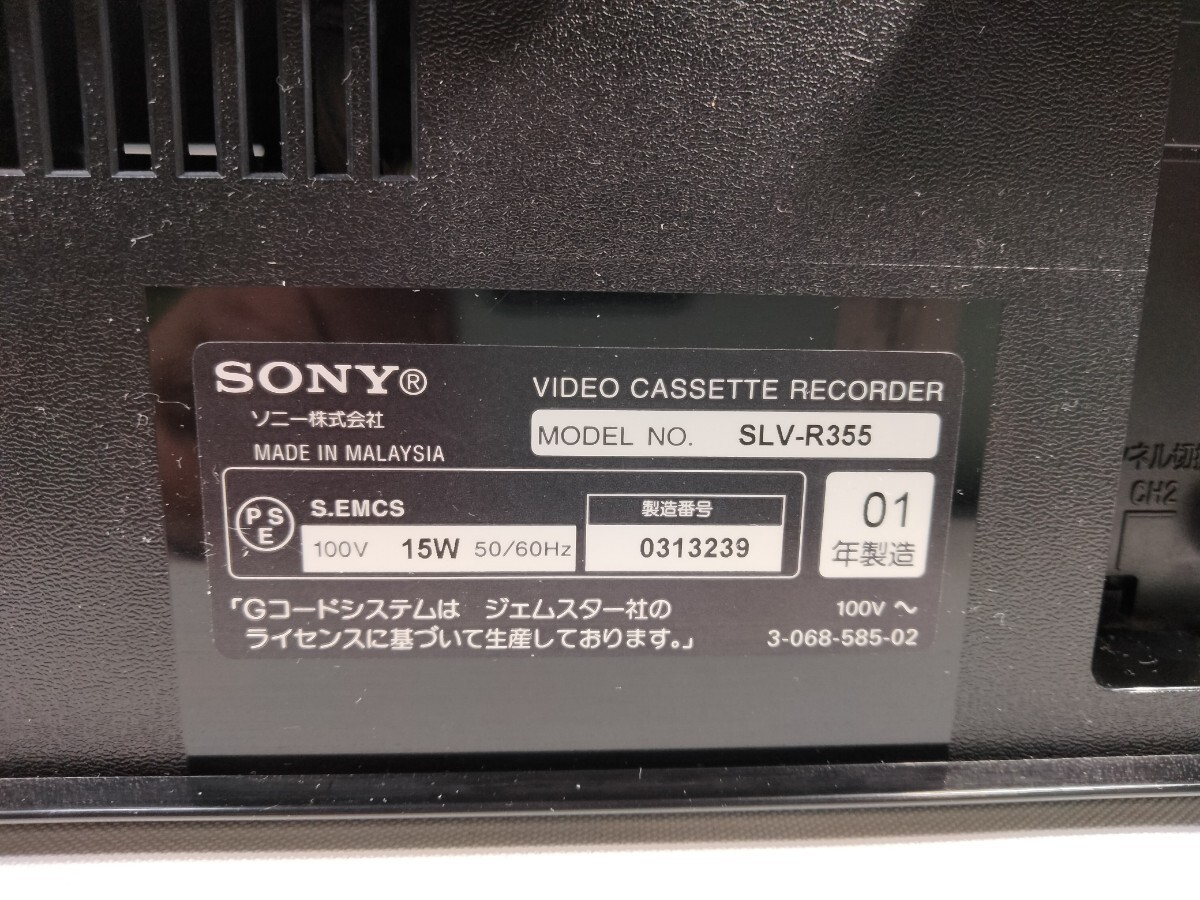 SONY®
ソニー株式会社
MADE IN MALAYSIA
VIDEO CASSETTE RECORDER
MODEL NO. SLV-R355
PSE
S.EMCS
100V 15W 50/60Hz
製造番号
0313239
01
年製造
「Gコードシステムは ジェムスター社の
ライセンスに基づいて生産しております。」
100V ～
3-068-585-02
ネル切
CH2